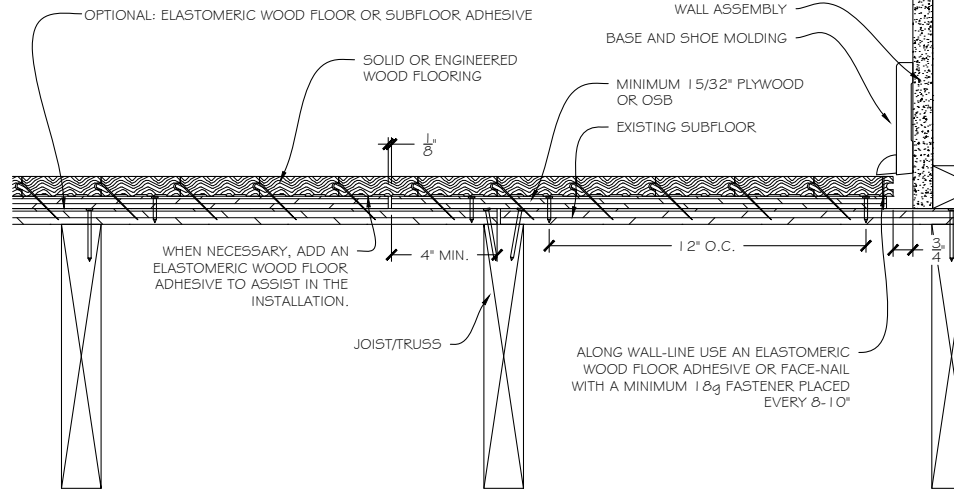 OPTIONAL: ELASTOMERIC WOOD FLOOR OR SUBFLOOR ADHESIVE
WALL ASSEMBLY
BASE AND SHOE MOLDING
SOLID OR ENGINEERED
WOOD FLOORING
MINIMUM 15/32" PLYWOOD
OR OSB
EXISTING SUBFLOOR
1/8"
WHEN NECESSARY, ADD AN
ELASTOMERIC WOOD FLOOR
ADHESIVE TO ASSIST IN THE
INSTALLATION.
4" MIN.
12" O.C.
3/4"
JOIST/TRUSS
ALONG WALL-LINE USE AN ELASTOMERIC
WOOD FLOOR ADHESIVE OR FACE-NAIL
WITH A MINIMUM 18g FASTENER PLACED
EVERY 8-10"